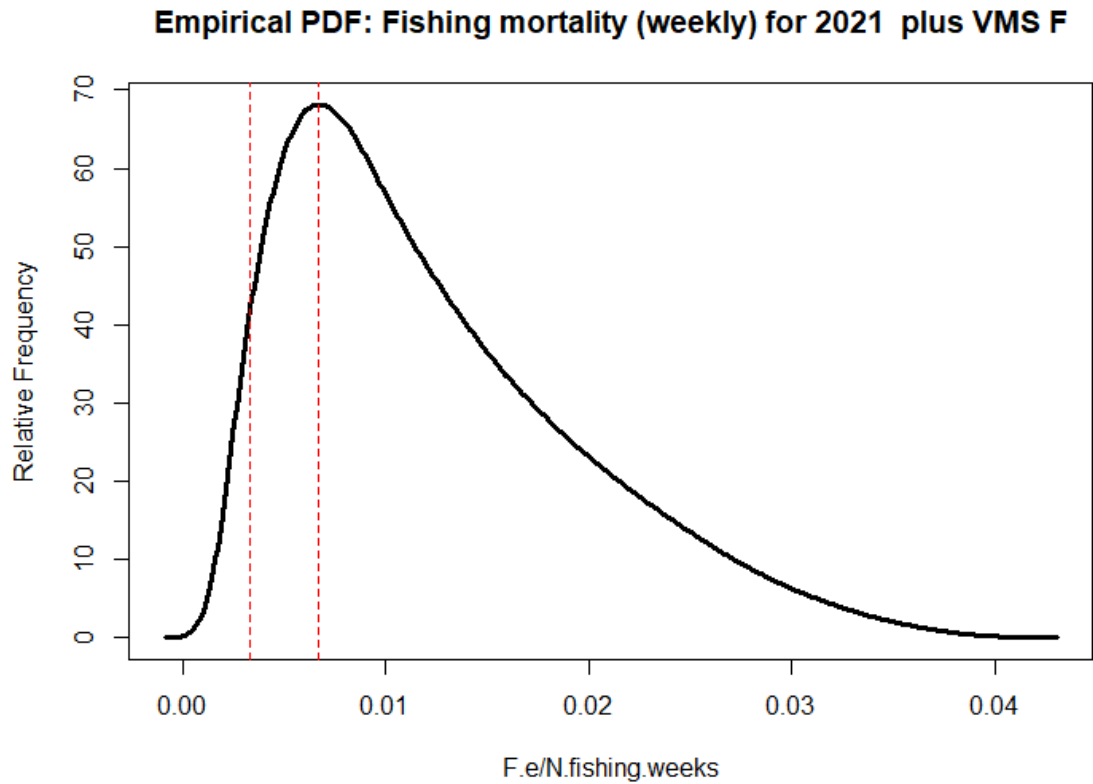 Empirical PDF: Fishing mortality (weekly) for 2021  plus VMS F
70
60
50
40
30
20
10
0
Relative Frequency
0.00 0.01 0.02 0.03 0.04
F.e/N.fishing.weeks